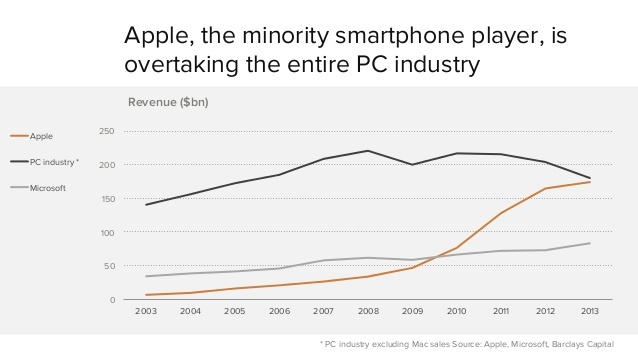 Apple, the minority smartphone player, is
overtaking the entire PC industry
Revenue ($bn)
Apple
PC industry *
Microsoft
250
200
150
100
50
0
2003 2004 2005 2006 2007 2008 2009 2010 2011 2012 2013
* PC industry excluding Mac sales Source: Apple, Microsoft, Barclays Capital